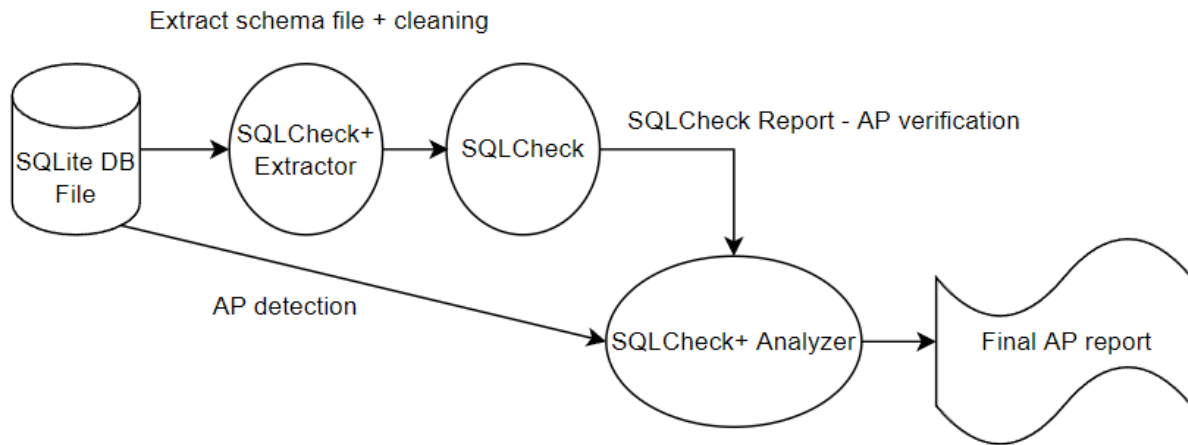 Extract schema file + cleaning
SQLite DB
File
SQLCheck+
Extractor
SQLCheck
SQLCheck Report - AP verification
AP detection
SQLCheck+ Analyzer
Final AP report